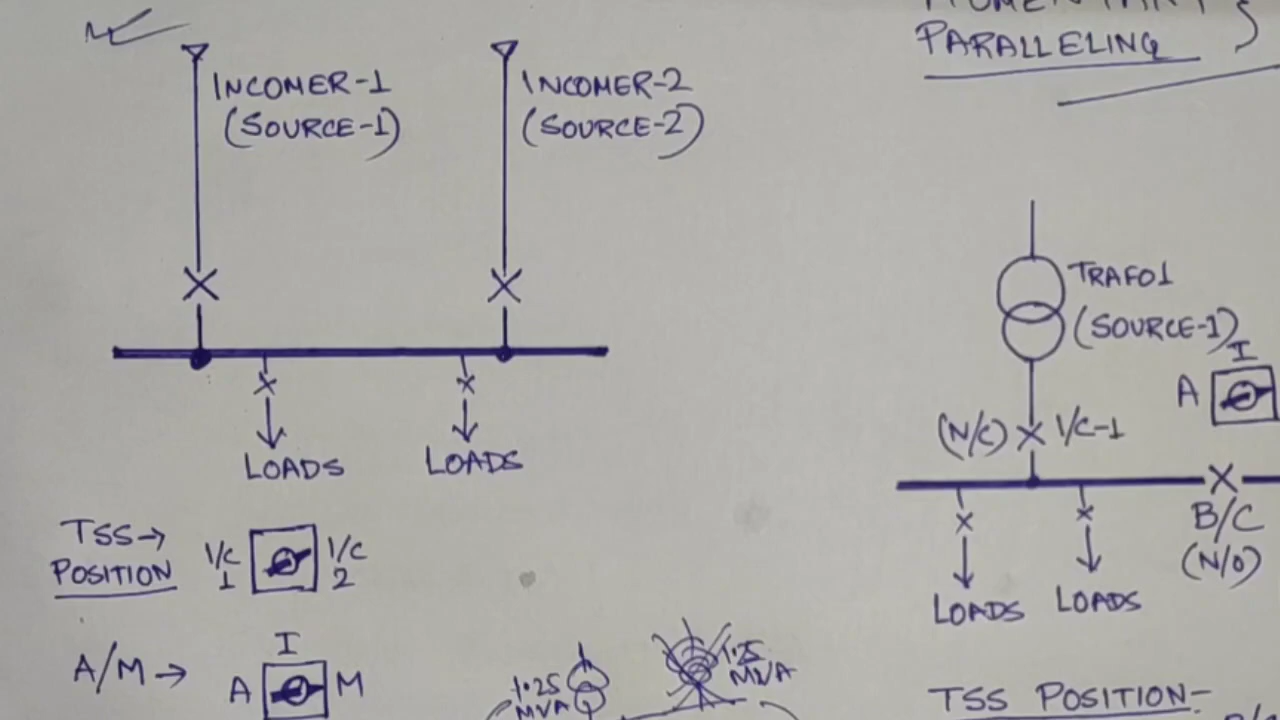 PARALLELING
INCOMER-1
(SOURCE-1)
INCOMER-2
(SOURCE-2)
LOADS
LOADS
TSS→
POSITION
I/C
1
I/C
2
A/M→
I
A
M
1.25
MVA
1.25
MVA
TRAFO1
(SOURCE-1)
I
A
(N/C)
I/C-1
B/C
(N/O)
LOADS
LOADS
TSS POSITION-